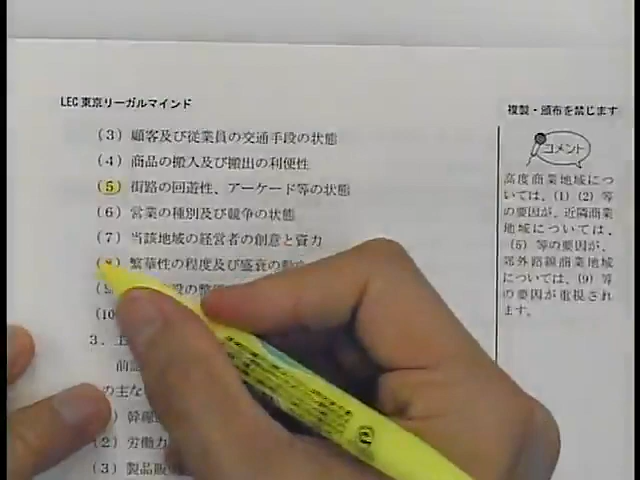 LEC東京リーガルマインド
複製・頒布を禁じます
(3) 顧客及び従業員の交通手段の状態
(4) 商品の搬入及び搬出の利便性
(5) 街路の回遊性、アーケード等の状態
(6) 営業の種別及び競争の状態
(7) 当該地域の経営者の創意と資力
繁華性の程度及び盛衰の動
(9
(10
3．
前記
の主な
幹線
(2) 労働力
(3) 製品販
コメント
高度商業地域につ
いては、(1) (2) 等
の要因が、近隣商業
地域については、
(5) 等の要因が、
郊外路線商業地域
については、(9) 等
の要因が重視され
ます。